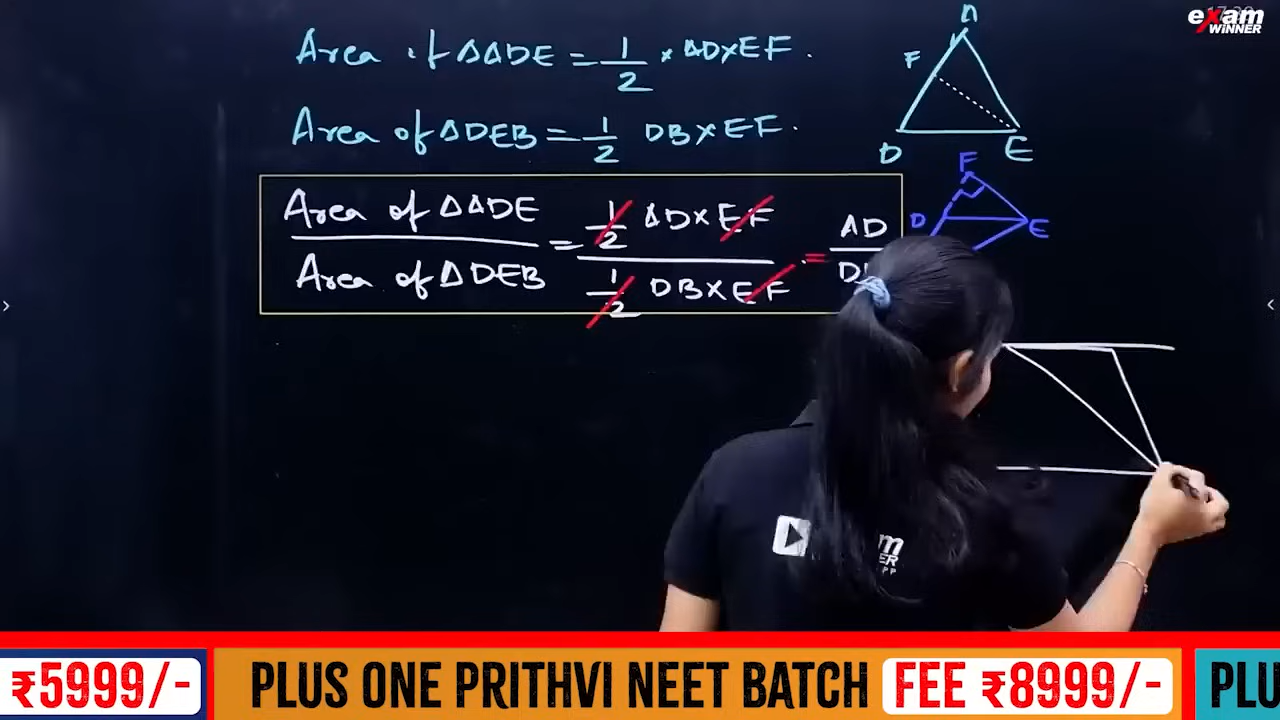 exam
WINNER
Area of ΔADE = 1/2 × AD×EF.
Area of ΔDEB = 1/2 DB×EF.
Area of ΔADE / Area of ΔDEB = 1/2 AD×EF / 1/2 DB×EF = AD
A
F
D
E
F
D
E
₹5999/-
PLUS ONE PRITHVI NEET BATCH
FEE ₹8999/-
PLU